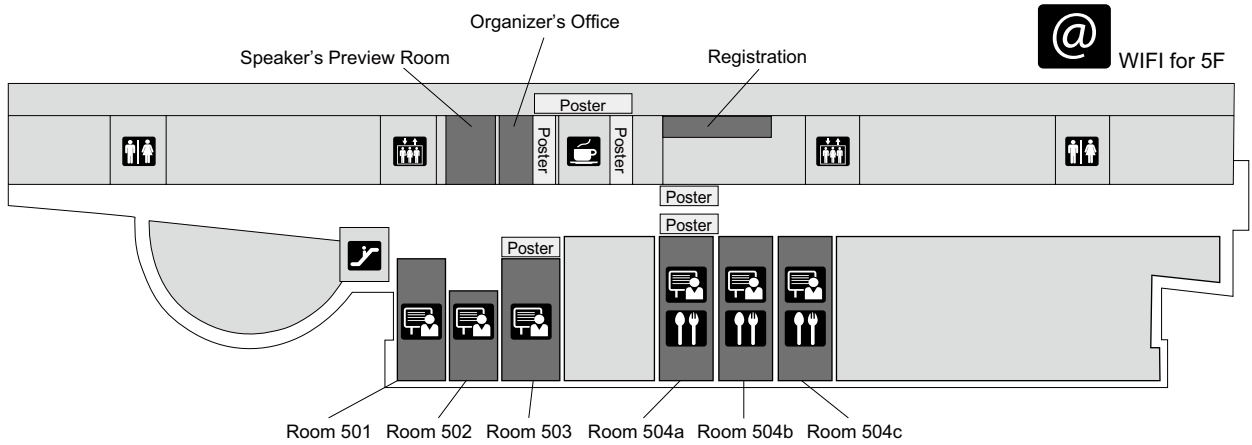 Organizer's Office
Speaker's Preview Room
Registration
@
WIFI for 5F
Poster
Poster
Poster
Poster
Poster
Poster
Room 501
Room 502
Room 503
Room 504a
Room 504b
Room 504c